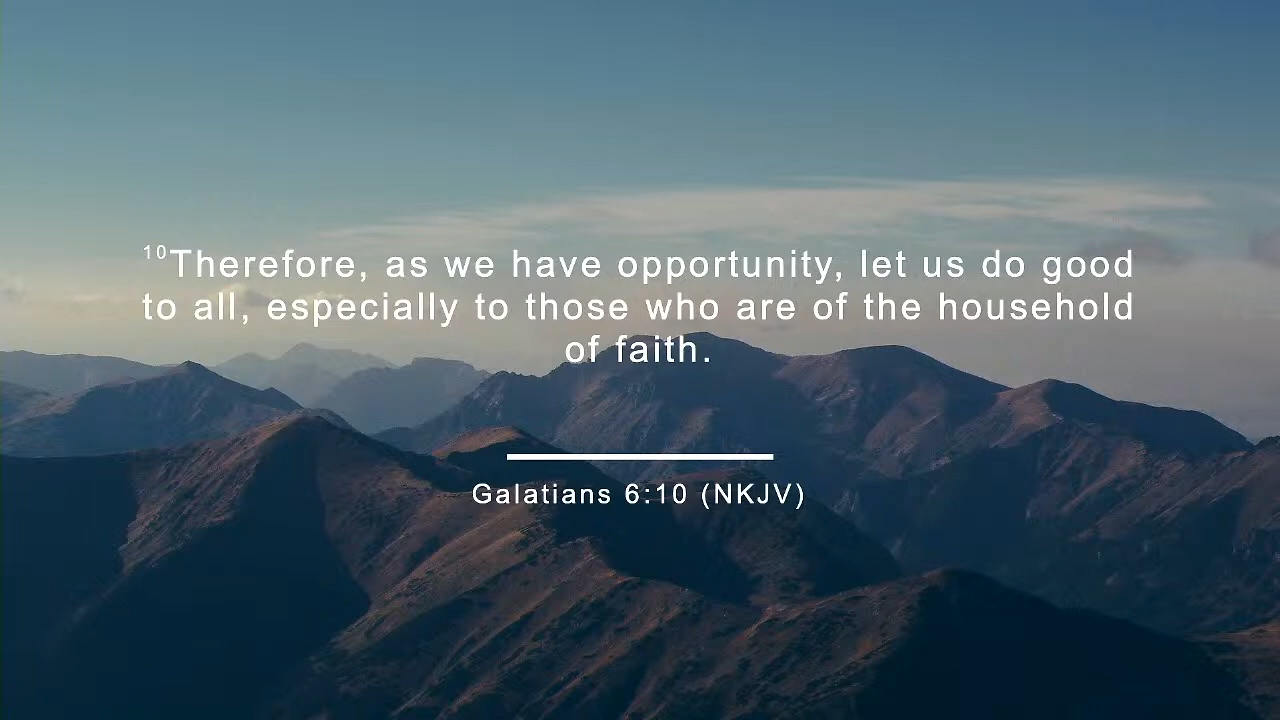 10Therefore, as we have opportunity, let us do good
to all, especially to those who are of the household
of faith.
Galatians 6:10 (NKJV)